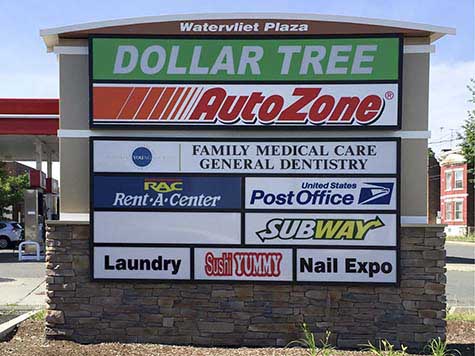 Watervliet Plaza
DOLLAR TREE
AutoZone®
FAMILY MEDICAL CARE
GENERAL DENTISTRY
RAC
Rent-A-Center
United States
Post Office
SUBWAY
Laundry
Sushi YUMMY
Nail Expo